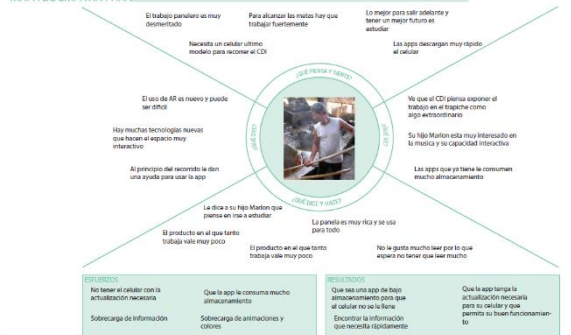 El trabajo panelero es muy
desmeritado
Para alcanzar las metas hay que
trabajar fuertemente
Lo mejor para salir adelante y
tener un mejor futuro es
estudiar
Necesita un celular ultimo
modelo para reconer el CDI
Las apps descargan muy rápido
el celular
¿QUÉ PIENSA Y SIENTE?
El uso de AR es nuevo y puede
ser difícil
Hay muchas tecnologías nuevas
que hacen el espacio muy
interactivo
Al principio del recorrido le dan
una ayuda para usar la app
¿QUÉ OYE?
¿QUÉ VE?
Ve que el CDI piensa exponer el
trabajo en el trapiche como
algo extraordinario
Su hijo Marlon esta muy interesado en
la musica y su capacidad interactiva
Las apps que ya tiene le consumen
mucho almacenamiento
¿QUÉ DICE Y HACE?
Le dice a su hijo Marlon que
piense en irse a estudiar
La panela es muy rica y se usa
para todo
El producto en el que tanto
trabaja vale muy poco
El producto en el que tanto
trabaja vale muy poco
No le gusta mucho leer por lo que
espera no tener que leer mucho
ESFUERZOS
No tener el celular con la
actualización necesaria
Que la app le consuma mucho
almacenamiento
Sobrecarga de información
Sobrecarga de animaciones y
colores
RESULTADOS
Que sea una app de bajo
almacenamiento para que
el celular no se le llene
Encontrar la información
que necesita rápidamente
Que la app tenga la
actualización necesaria
para su celular y que
permita su buen funcionamien-
to